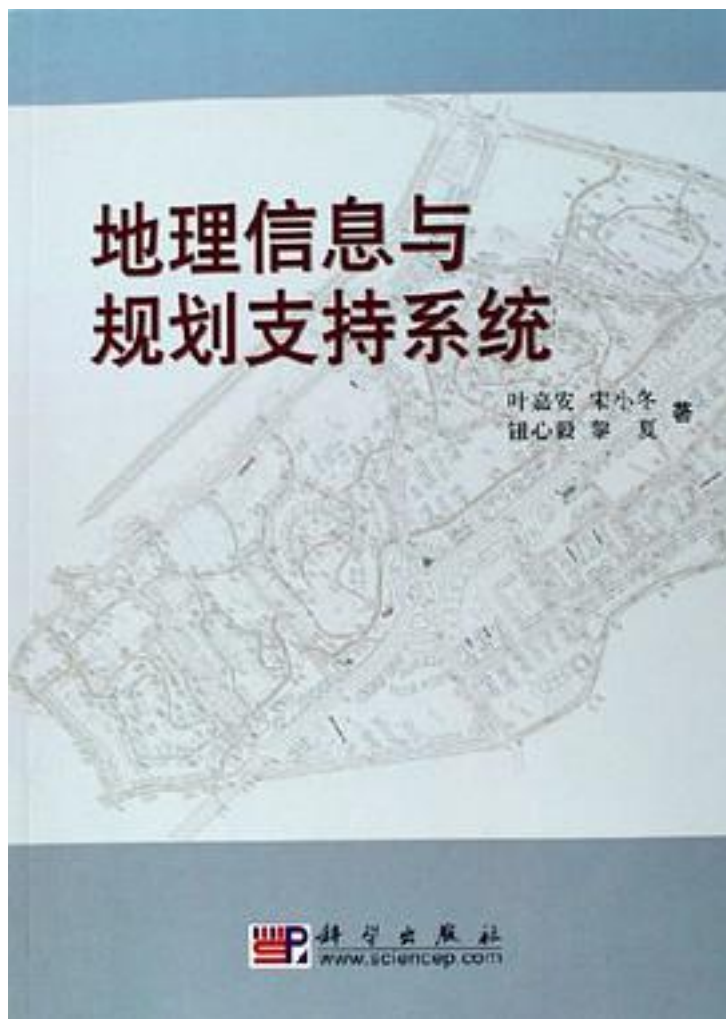 地理信息与
规划支持系统
叶嘉安 宋小冬
钮心毅 黎 夏 著
科学出版社
www.sciencep.com